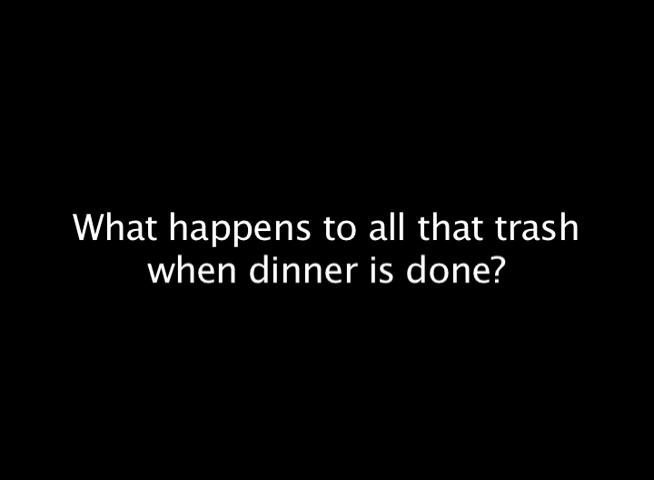 What happens to all that trash
when dinner is done?